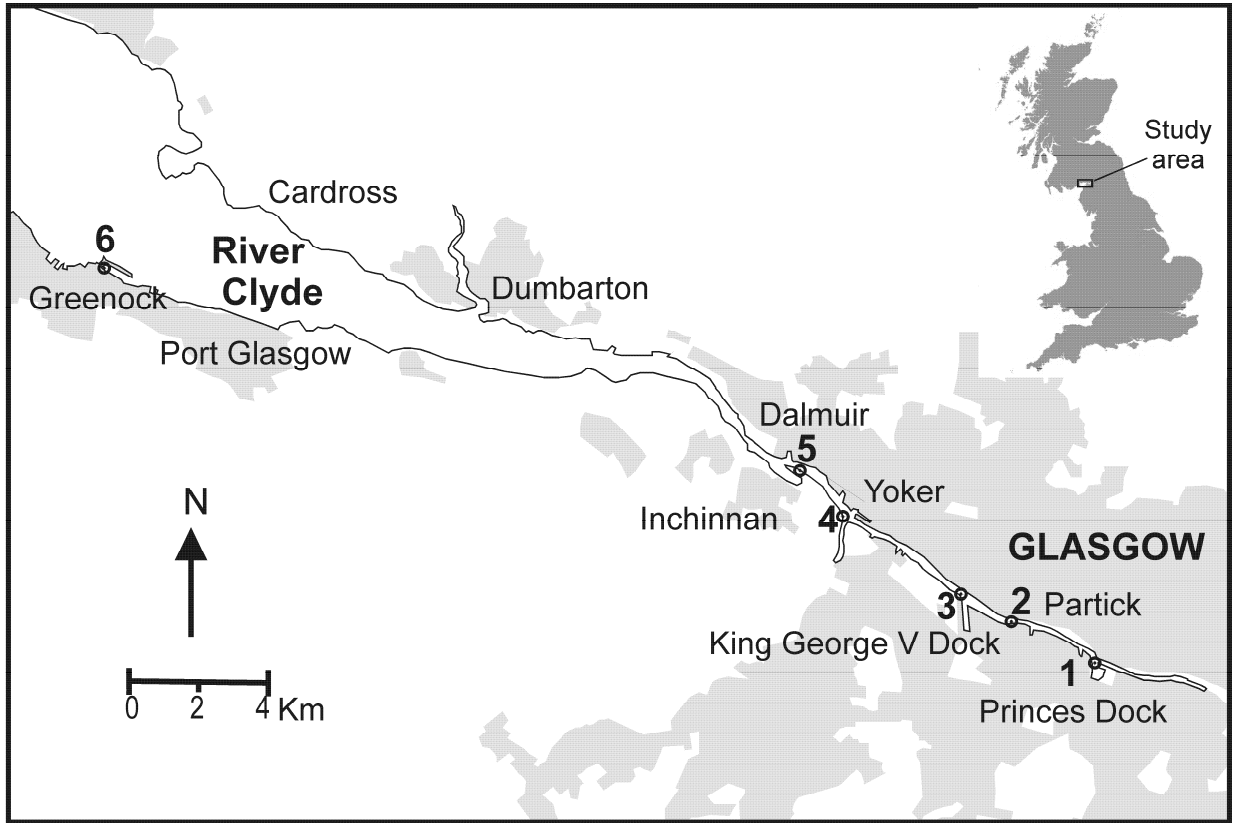 Study
area
Cardross
6
River
Clyde
Greenock
Dumbarton
Port Glasgow
Dalmuir
5
Yoker
N
Inchinnan
4
GLASGOW
3
2
Partick
King George V Dock
1
Princes Dock
0
2
4
Km